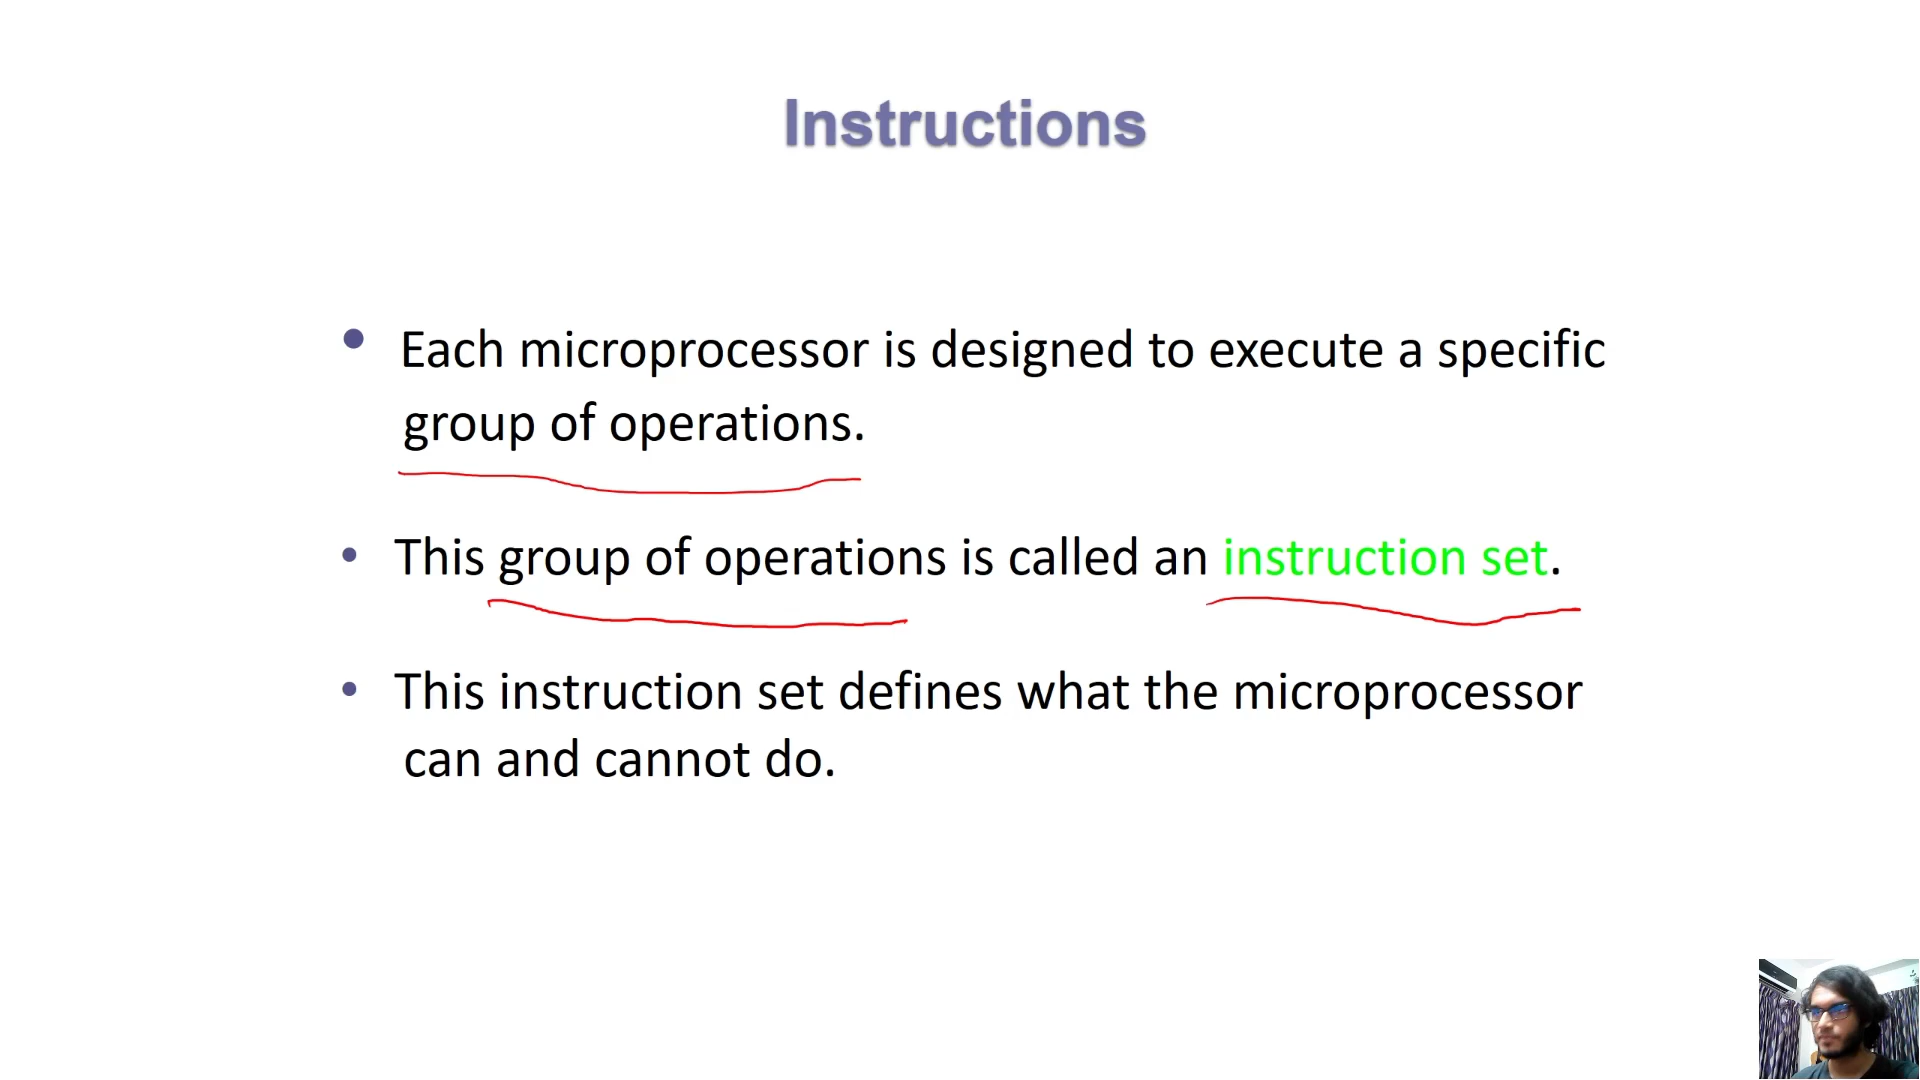 Instructions
• Each microprocessor is designed to execute a specific
group of operations.
• This group of operations is called an instruction set.
• This instruction set defines what the microprocessor
can and cannot do.